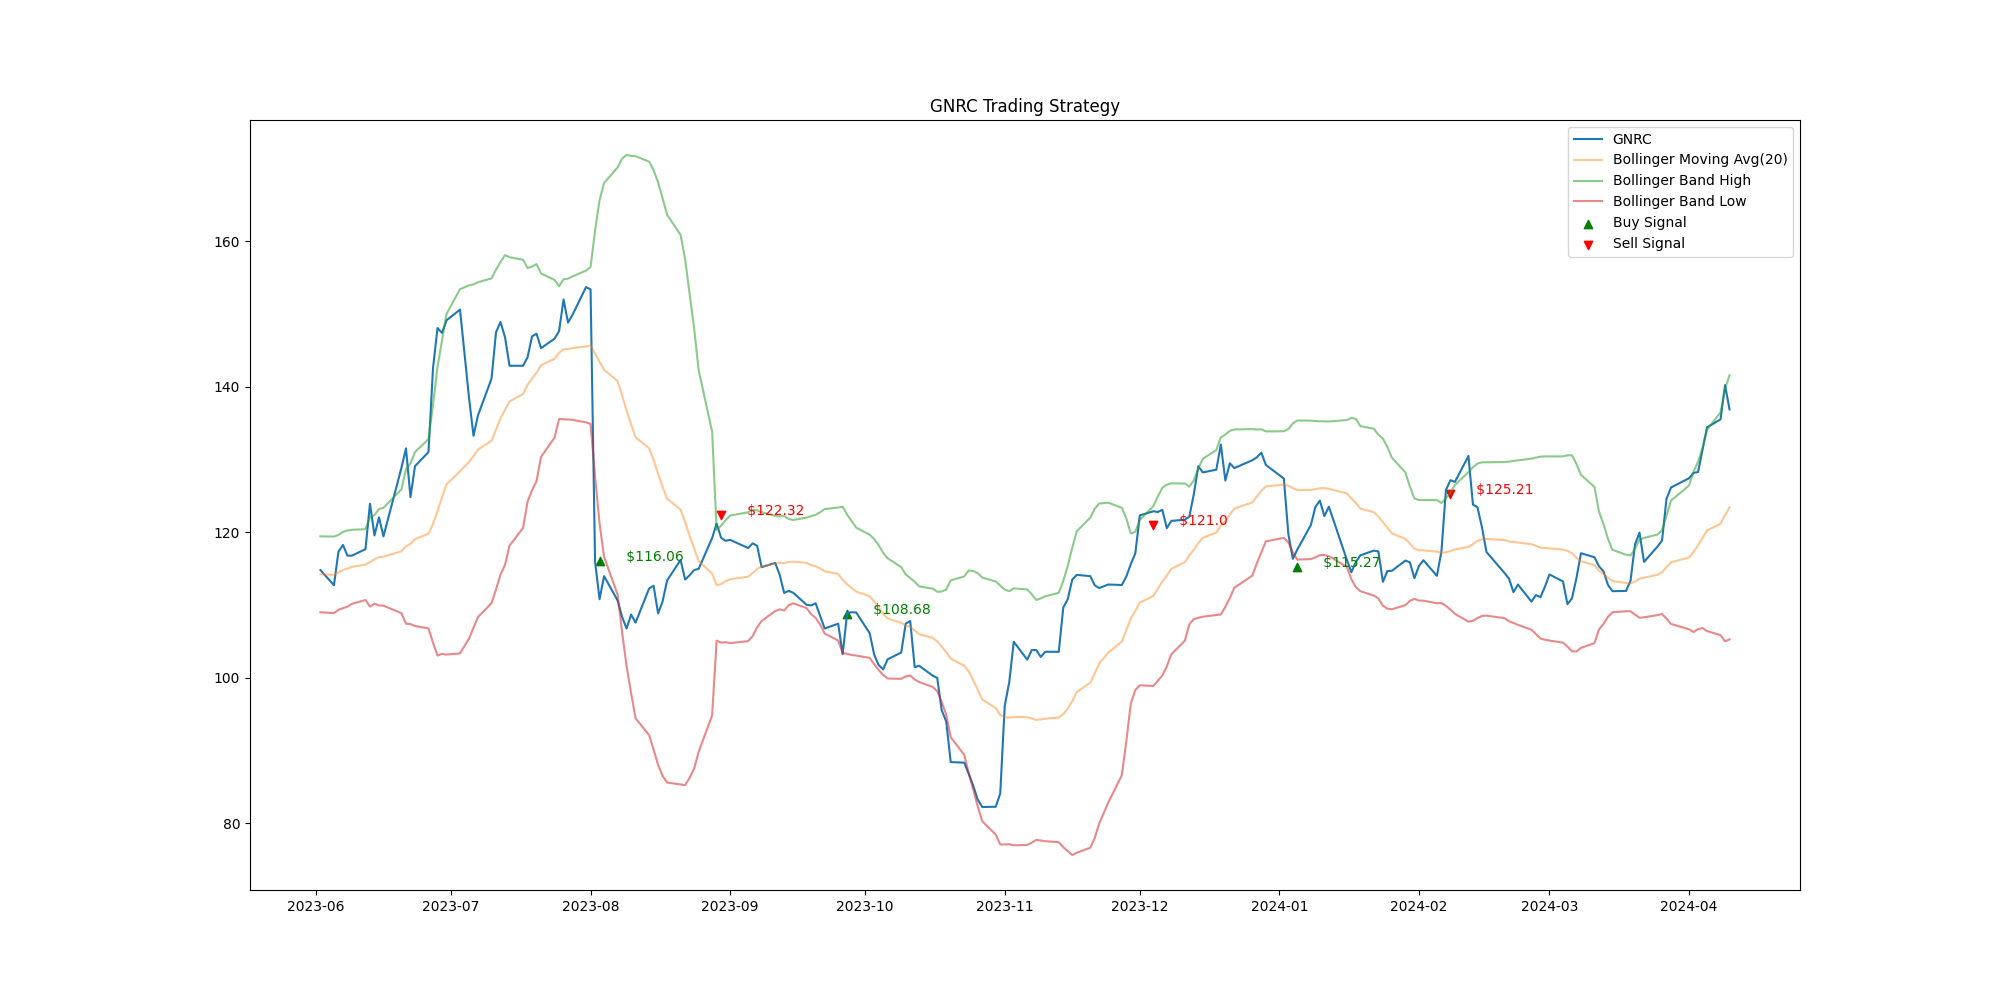 GNRC Trading Strategy
GNRC
Bollinger Moving Avg(20)
Bollinger Band High
Bollinger Band Low
Buy Signal
Sell Signal
160
140
120
100
80
$116.06
$122.32
$108.68
$121.0
$115.27
$125.21
2023-06 2023-07 2023-08 2023-09 2023-10 2023-11 2023-12 2024-01 2024-02 2024-03 2024-04